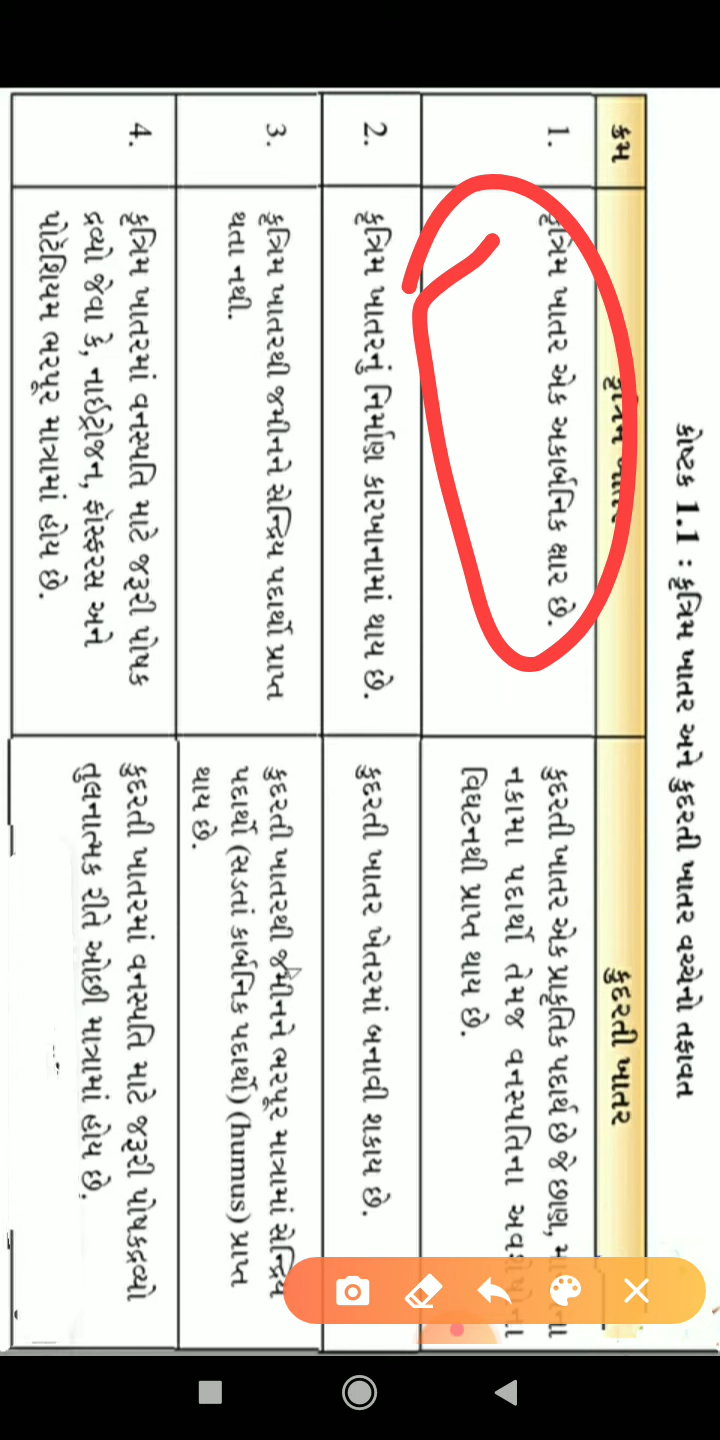 કોષ્ટક 1.1 : કૃત્રિમ ખાતર અને કુદરતી ખાતર વચ્ચેનો તફાવત
ક્રમ
કુદરતી ખાતર
1.
કૃત્રિમ ખાતર એક અકાર્બનિક ક્ષાર છે.
કુદરતી ખાતર એક પ્રાકૃતિક પદાર્થ છે જે છાણ,
નકામા પદાર્થો તેમજ વનસ્પતિના
વિઘટનથી પ્રાપ્ત થાય છે.
2.
કૃત્રિમ ખાતરનું નિર્માણ કારખાનામાં થાય છે.
કુદરતી ખાતર ખેતરમાં બનાવી શકાય છે.
3.
કૃત્રિમ ખાતરથી જમીનને સેન્દ્રિય પદાર્થો પ્રાપ્ત
થતા નથી.
કુદરતી ખાતરથી જમીનને ભરપૂર માત્રામાં સેન્દ્રિય
પદાર્થો (સડતાં કાર્બનિક પદાર્થો) (humus) પ્રાપ્ત
થાય છે.
4.
કૃત્રિમ ખાતરમાં વનસ્પતિ માટે જરૂરી પોષક
દ્રવ્યો જેવા કે, નાઇટ્રોજન, ફોસ્ફરસ અને
પોટૅશિયમ ભરપૂર માત્રામાં હોય છે.
કુદરતી ખાતરમાં વનસ્પતિ માટે જરૂરી પોષકદ્રવ્યો
તુલનાત્મક રીતે ઓછી માત્રામાં હોય છે.